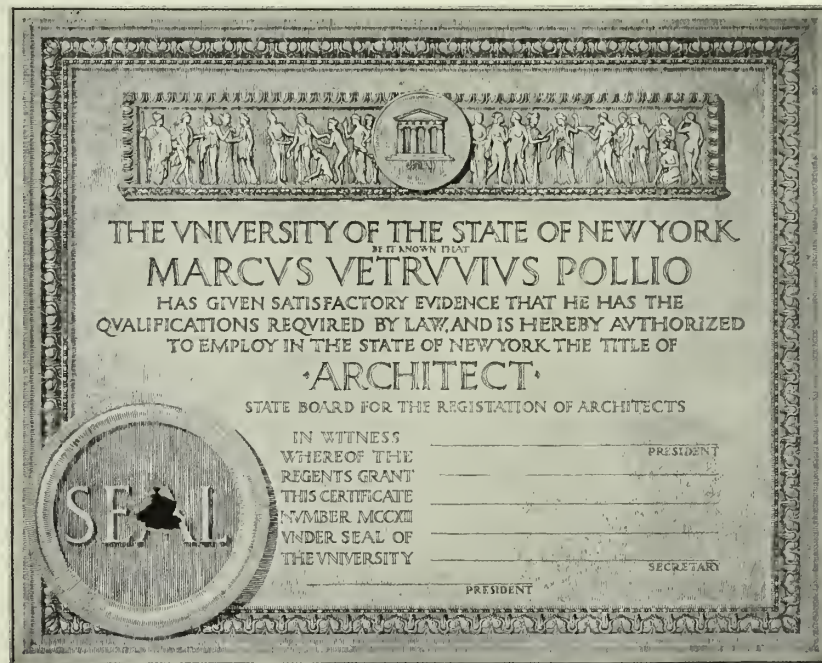 THE VNIVERSITY OF THE STATE OF NEW YORK
BE IT KNOWN THAT
MARCVS VETRVVIVS POLLIO
HAS GIVEN SATISFACTORY EVIDENCE THAT HE HAS THE
QVALIFICATIONS REQVIRED BY LAW, AND IS HEREBY AVTHORIZED
TO EMPLOY IN THE STATE OF NEW YORK THE TITLE OF
·ARCHITECT·
STATE BOARD FOR THE REGISTATION OF ARCHITECTS
IN WITNESS
WHEREOF THE
REGENTS GRANT
THIS CERTIFICATE
NVMBER MCCXII
VNDER SEAL OF
THE VNIVERSITY
PRESIDENT
SECRETARY
PRESIDENT
SEAL